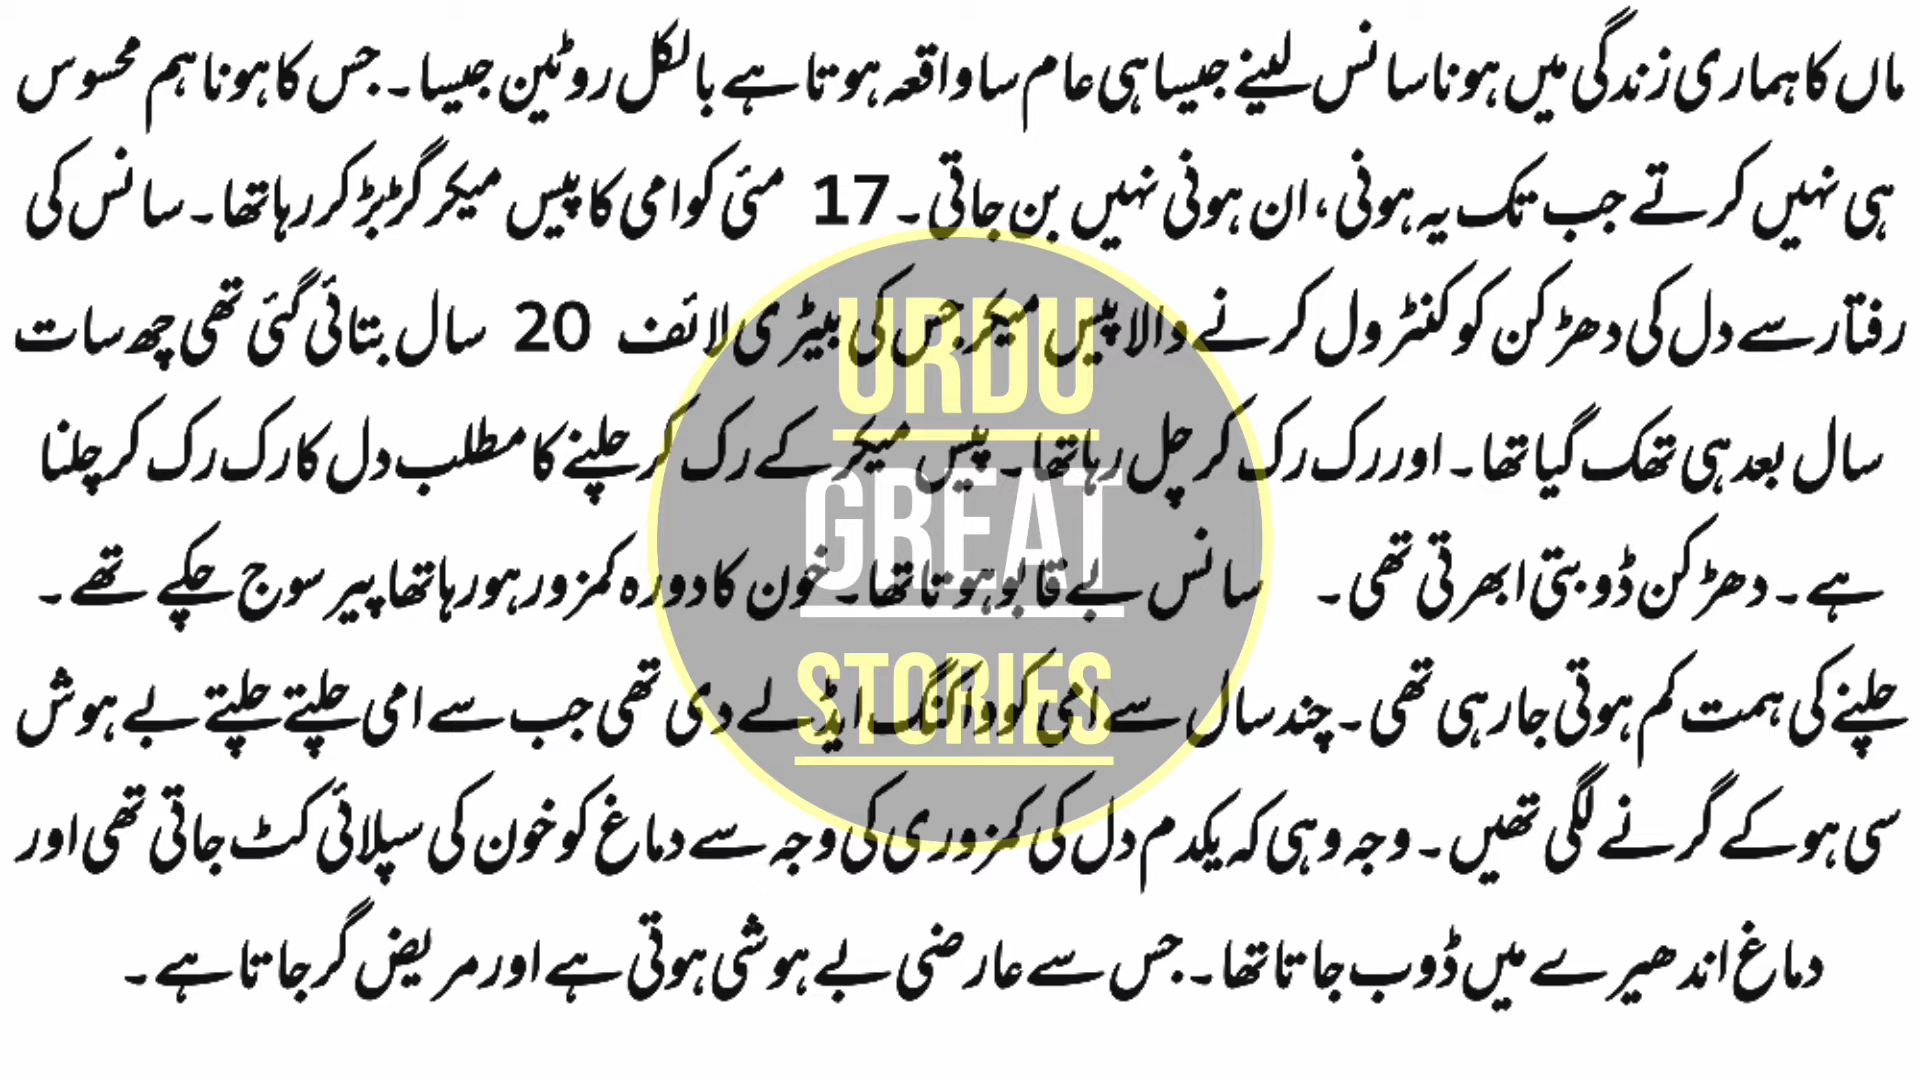 ماں کا ہماری زندگی میں ہونا سانس لینے جیسا ہی عام سا واقعہ ہوتا ہے بالکل روٹین جیسا۔ جس کا ہونا ہم محسوس
ہی نہیں کرتے جب تک یہ ہونی، ان ہونی نہیں بن جاتی۔ 17 مئی کو امی کا پیس میکر گڑبڑ کر رہا تھا۔ سانس کی
رفتار سے دل کی دھڑکن کو کنٹرول کرنے والا پیس میکر جس کی بیٹری لائف 20 سال بتائی گئی تھی چھ سات
سال بعد ہی تھک گیا تھا۔ اور رک رک کر چل رہا تھا۔ پیس میکر کے رک کر چلنے کا مطلب دل کا رک رک کر چلنا
ہے۔ دھڑکن ڈوبتی ابھرتی تھی۔ سانس بے قابو ہوتا تھا۔ خون کا دورہ کمزور ہو رہا تھا پیر سوج چکے تھے۔
چلنے کی ہمت کم ہوتی جا رہی تھی۔ چند سال سے امی کو واکنگ ایڈ لے دی تھی جب سے امی چلتے چلتے بے ہوش
سی ہو کے گرنے لگی تھیں۔ وجہ وہی کہ یکدم دل کی کمزوری کی وجہ سے دماغ کو خون کی سپلائی کٹ جاتی تھی اور
دماغ اندھیرے میں ڈوب جاتا تھا۔ جس سے عارضی بے ہوشی ہوتی ہے اور مریض گر جاتا ہے۔
URDU
GREAT
STORIES